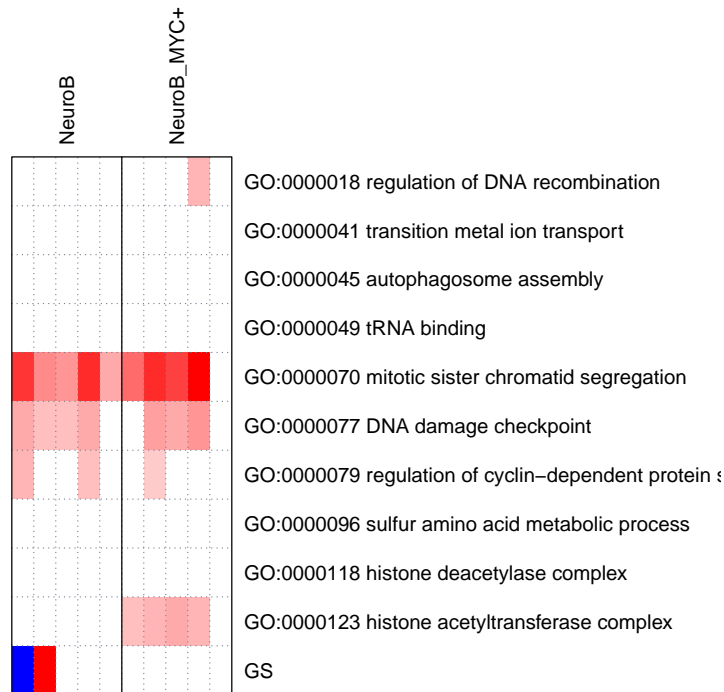 NeuroB
NeuroB_MYC+
GO:0000018 regulation of DNA recombination
GO:0000041 transition metal ion transport
GO:0000045 autophagosome assembly
GO:0000049 tRNA binding
GO:0000070 mitotic sister chromatid segregation
GO:0000077 DNA damage checkpoint
GO:0000079 regulation of cyclin−dependent protein s
GO:0000096 sulfur amino acid metabolic process
GO:0000118 histone deacetylase complex
GO:0000123 histone acetyltransferase complex
GS